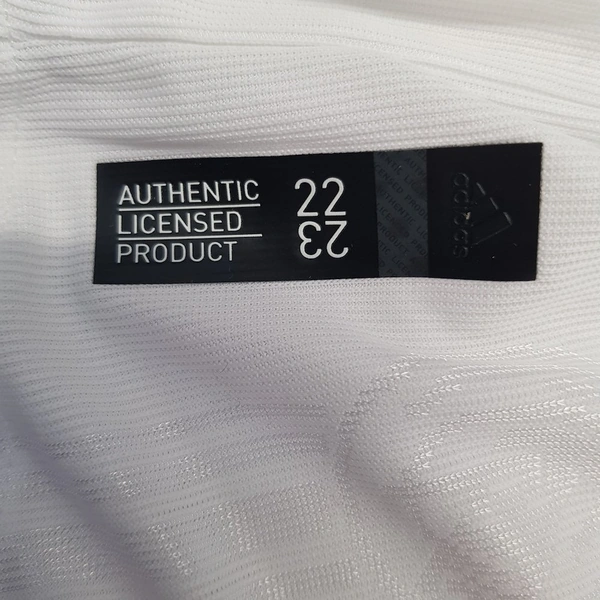 AUTHENTIC
LICENSED
PRODUCT
22
23
adidas